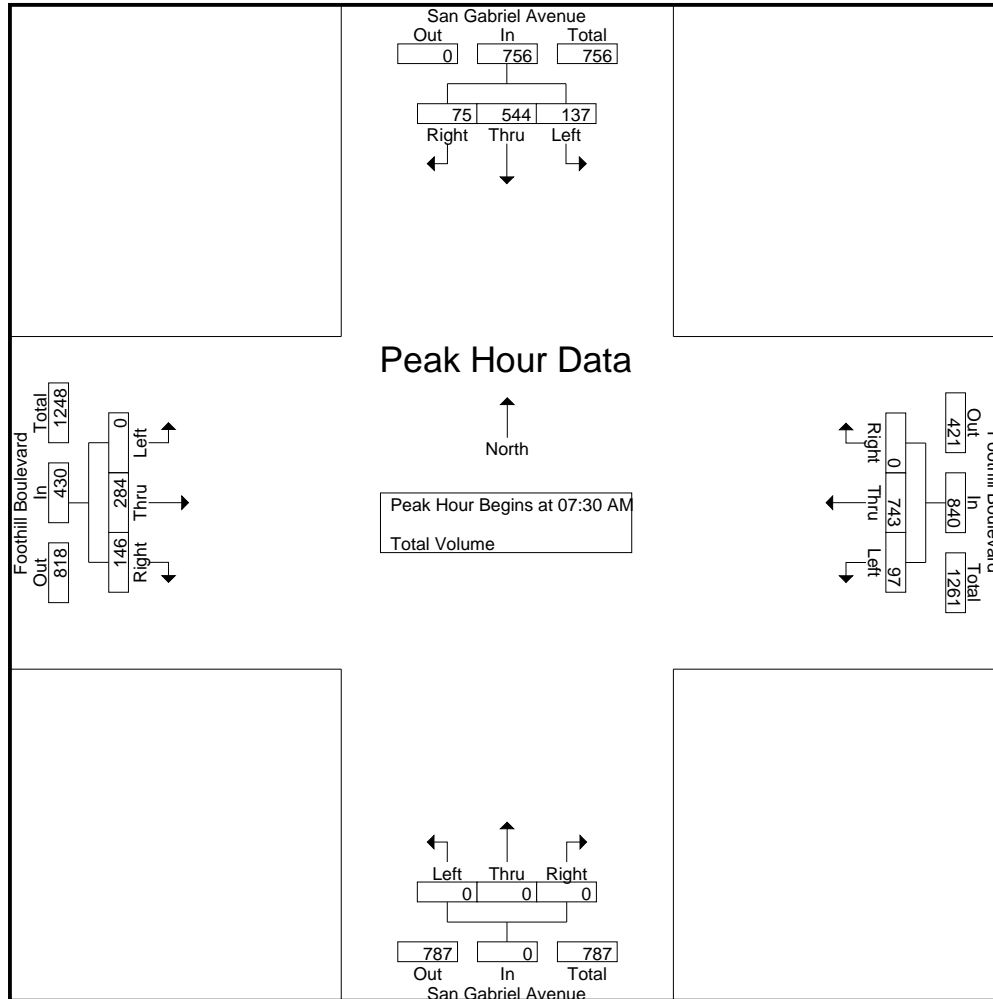 San Gabriel Avenue
Out In Total
0 756 756
75 544 137
Right Thru Left
Peak Hour Data
North
Peak Hour Begins at 07:30 AM
Total Volume
Foothill Boulevard
Out In Total
818 430 1248
146 284 0
Right Thru Left
Foothill Boulevard
Out In Total
421 840 1261
0 743 97
Right Thru Left
Left Thru Right
0 0 0
787 0 787
Out In Total
San Gabriel Avenue